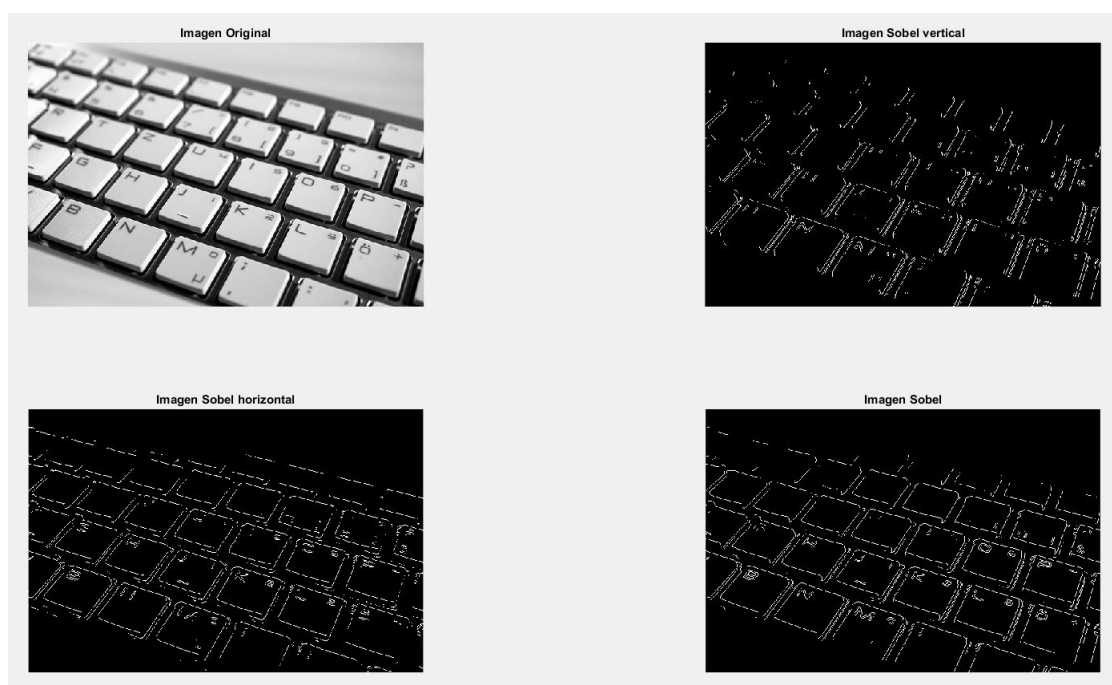 Imagen Original
Imagen Sobel vertical
R T Z U I O P
F G H J K L Ö
B N M
Imagen Sobel horizontal
Imagen Sobel